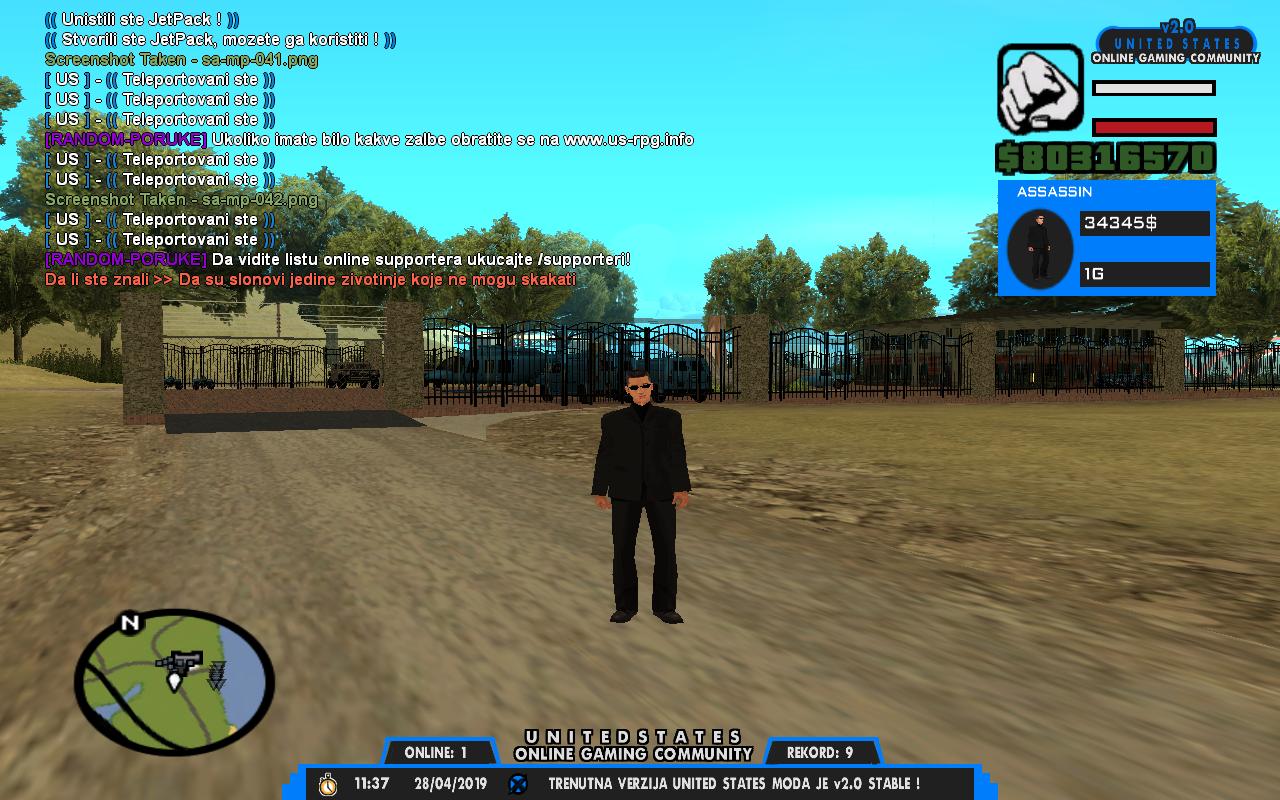 (( Unistili ste JetPack ! ))
(( Stvorili ste JetPack, mozete ga koristiti ! ))
Screenshot Taken - sa-mp-041.png
[ US ] - (( Teleportovani ste ))
[ US ] - (( Teleportovani ste ))
[ US ] - (( Teleportovani ste ))
[RANDOM-PORUKE] Ukoliko imate bilo kakve zalbe obratite se na www.us-rpg.info
[ US ] - (( Teleportovani ste ))
[ US ] - (( Teleportovani ste ))
Screenshot Taken - sa-mp-042.png
[ US ] - (( Teleportovani ste ))
[ US ] - (( Teleportovani ste ))
[RANDOM-PORUKE] Da vidite listu online supportera ukucajte /supporteri!
Da li ste znali >> Da su slonovi jedine zivotinje koje ne mogu skakati
v2.0
UNITED STATES
ONLINE GAMING COMMUNITY
$80316570
ASSASSIN
34345$
1G
N
UNITEDSTATES
ONLINE GAMING COMMUNITY
ONLINE: 1
REKORD: 9
11:37 28/04/2019 TRENUTNA VERZIJA UNITED STATES MODA JE v2.0 STABLE !